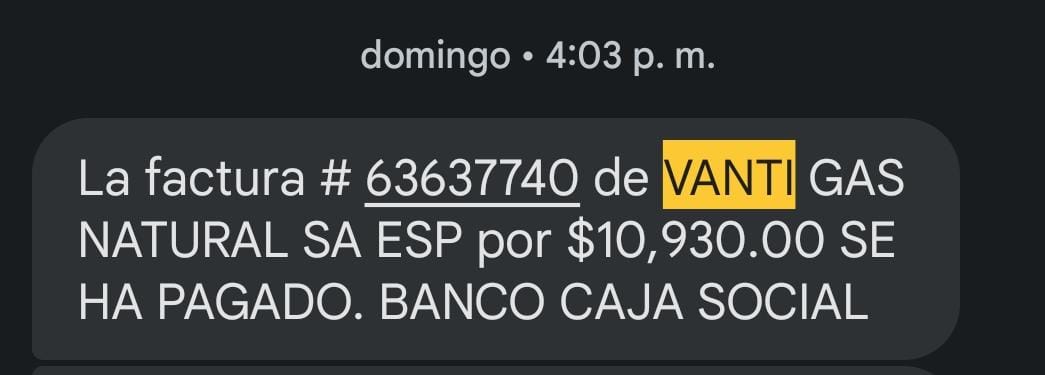 domingo • 4:03 p. m.
La factura # 63637740 de VANTI GAS
NATURAL SA ESP por $10,930.00 SE
HA PAGADO. BANCO CAJA SOCIAL